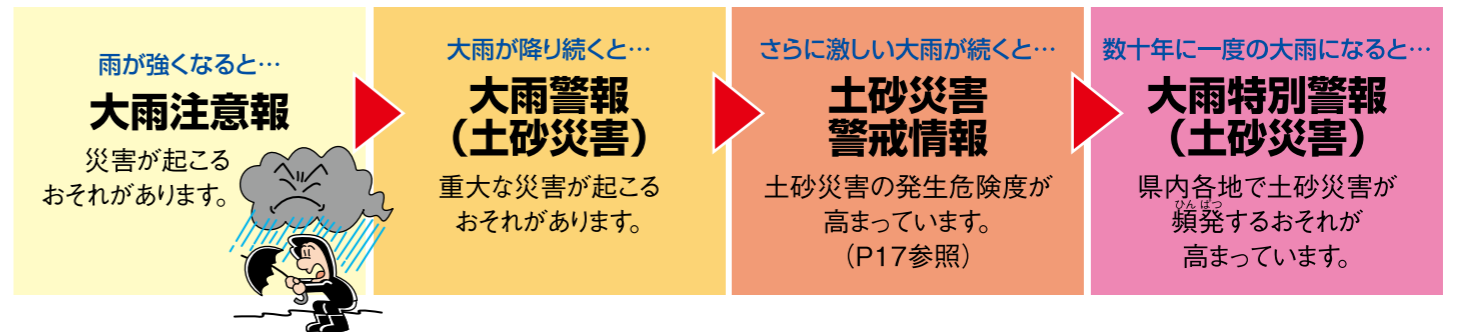 雨が強くなると…
大雨注意報
災害が起こる
おそれがあります。
大雨が降り続くと…
大雨警報
（土砂災害）
重大な災害が起こる
おそれがあります。
さらに激しい大雨が続くと…
土砂災害
警戒情報
土砂災害の発生危険度が
高まっています。
（P17参照）
数十年に一度の大雨になると…
大雨特別警報
（土砂災害）
県内各地で土砂災害が
ひんぱつ
頻発するおそれが
高まっています。